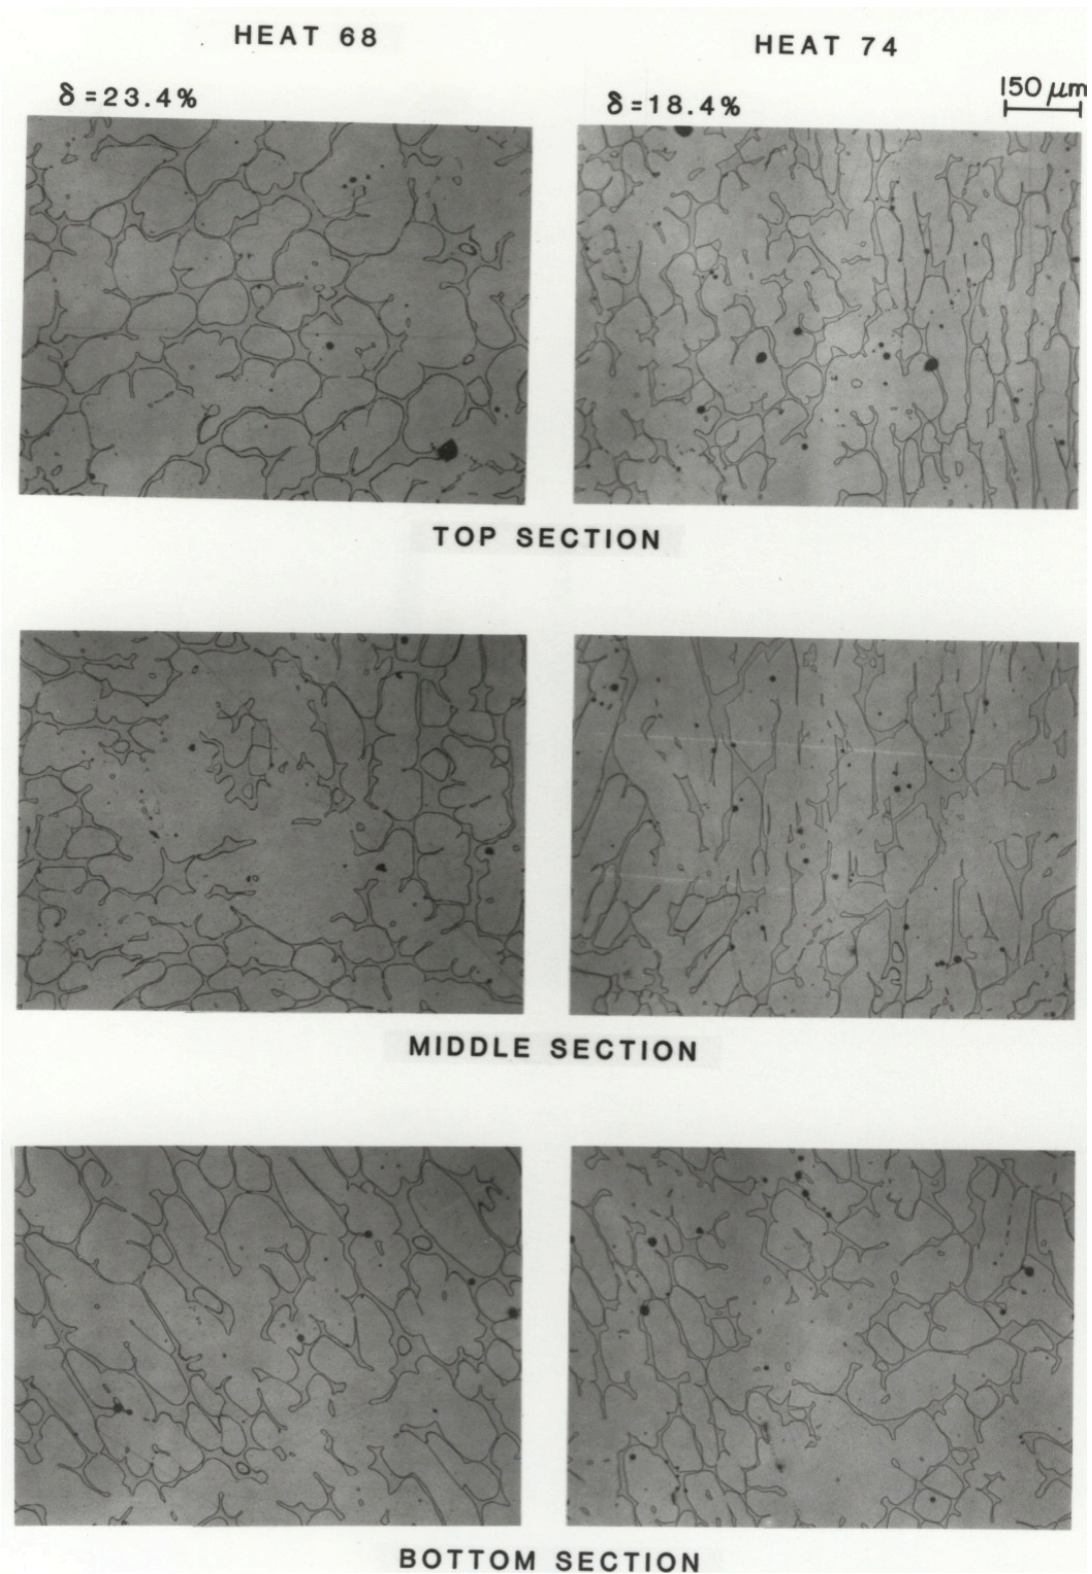 HEAT 68
HEAT 74
δ = 23.4%
δ = 18.4%
150 μm
TOP SECTION
MIDDLE SECTION
BOTTOM SECTION